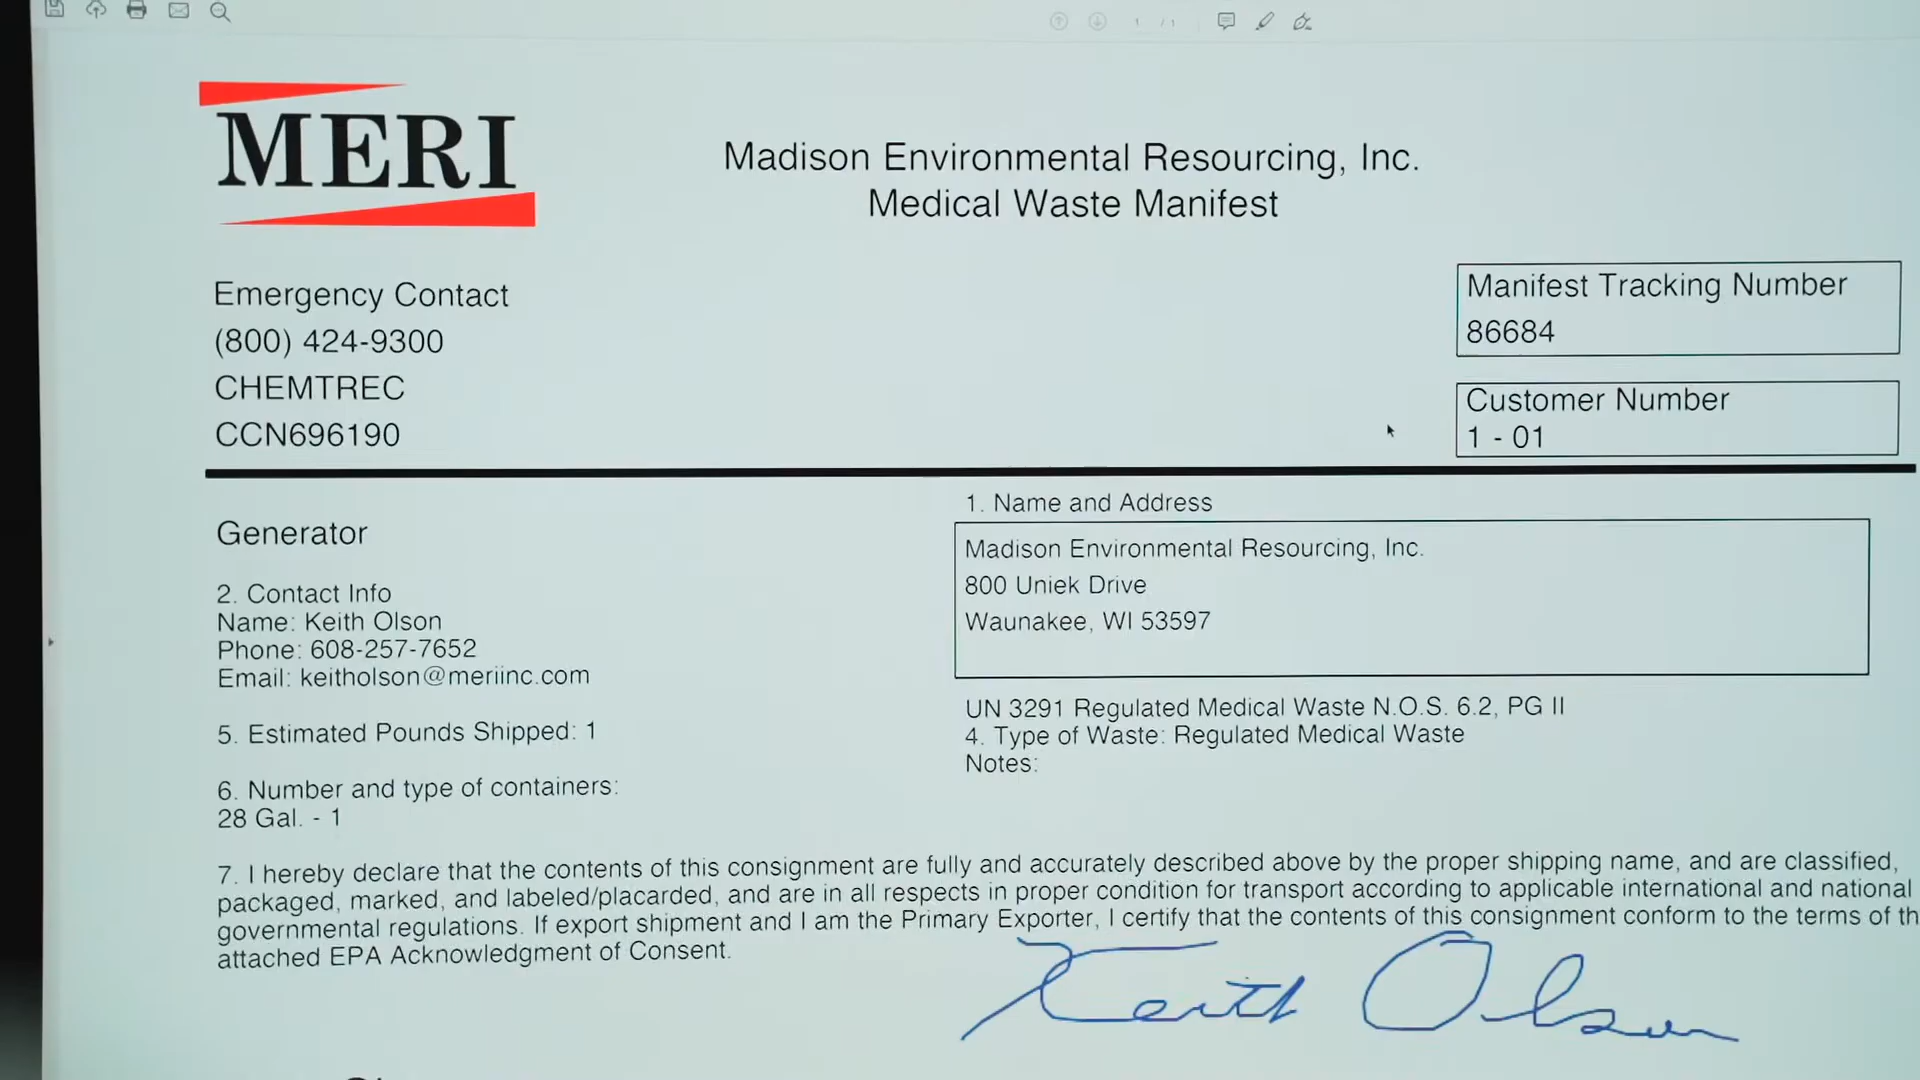 1 / 1
MERI
Madison Environmental Resourcing, Inc.
Medical Waste Manifest
Emergency Contact
(800) 424-9300
CHEMTREC
CCN696190
Manifest Tracking Number
86684
Customer Number
1 - 01
Generator
1. Name and Address
Madison Environmental Resourcing, Inc.
800 Uniek Drive
Waunakee, WI 53597
2. Contact Info
Name: Keith Olson
Phone: 608-257-7652
Email: keitholson@meriinc.com
UN 3291 Regulated Medical Waste N.O.S. 6.2, PG II
4. Type of Waste: Regulated Medical Waste
Notes:
5. Estimated Pounds Shipped: 1
6. Number and type of containers:
28 Gal. - 1
7. I hereby declare that the contents of this consignment are fully and accurately described above by the proper shipping name, and are classified,
packaged, marked, and labeled/placarded, and are in all respects in proper condition for transport according to applicable international and national
governmental regulations. If export shipment and I am the Primary Exporter, I certify that the contents of this consignment conform to the terms of th
attached EPA Acknowledgment of Consent.
Keith Olson